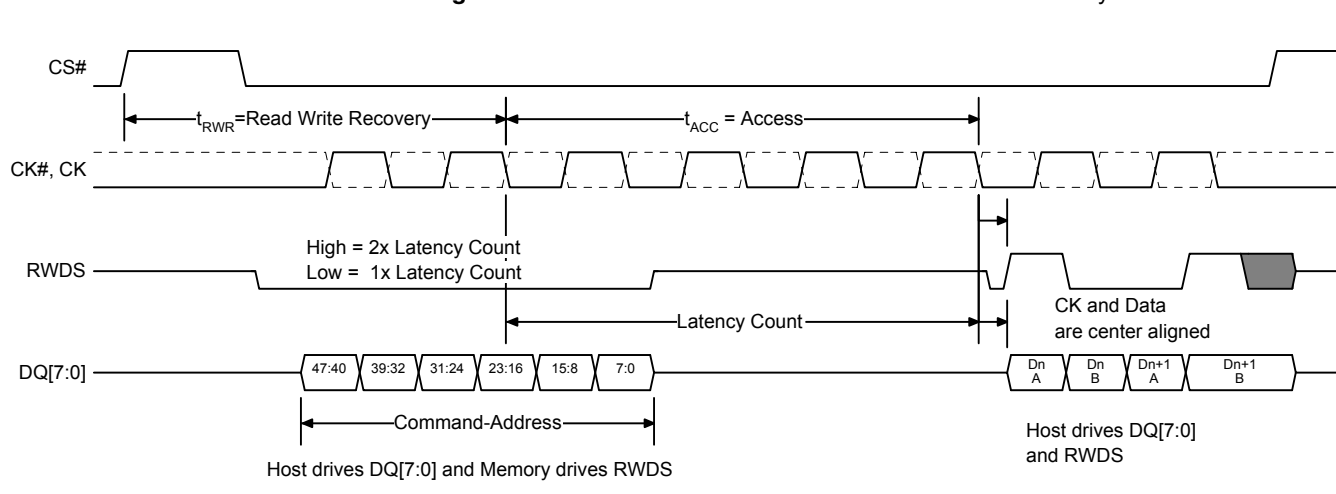 CS#
t_RWR=Read Write Recovery
t_ACC = Access
CK#, CK
High = 2x Latency Count
Low = 1x Latency Count
RWDS
CK and Data
are center aligned
Latency Count
DQ[7:0]
47:40 39:32 31:24 23:16 15:8 7:0
Dn
A
Dn
B
Dn+1
A
Dn+1
B
Command-Address
Host drives DQ[7:0] and Memory drives RWDS
Host drives DQ[7:0]
and RWDS